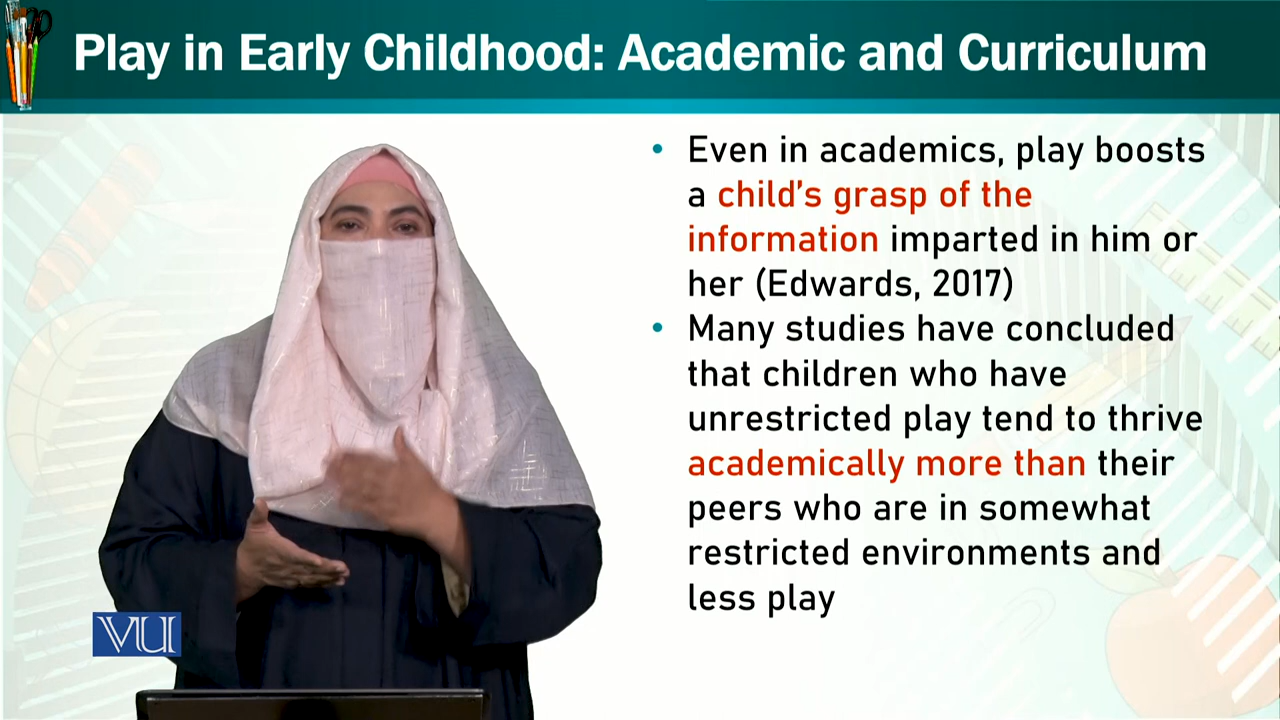 Play in Early Childhood: Academic and Curriculum
• Even in academics, play boosts
a child's grasp of the
information imparted in him or
her (Edwards, 2017)
• Many studies have concluded
that children who have
unrestricted play tend to thrive
academically more than their
peers who are in somewhat
restricted environments and
less play
VU